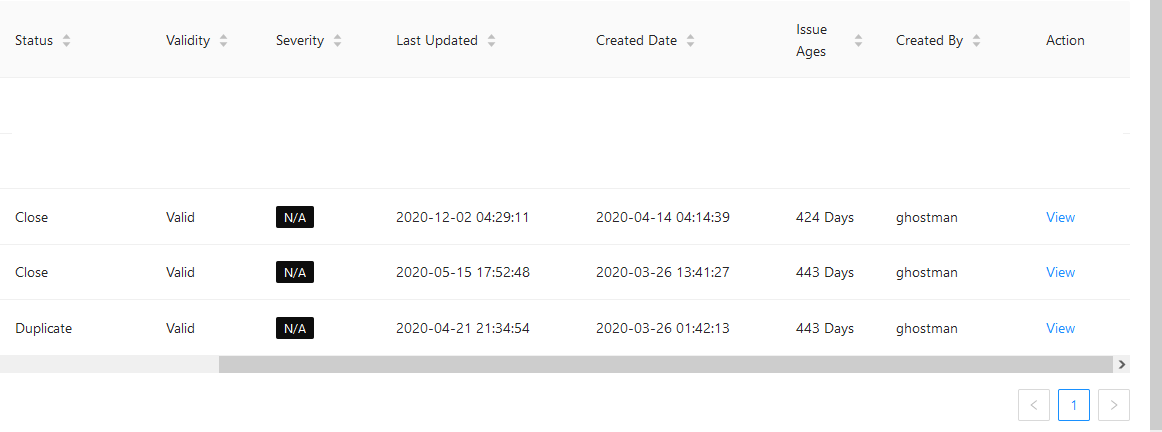 Status Validity Severity Last Updated Created Date Issue Ages Created By Action
Close Valid N/A 2020-12-02 04:29:11 2020-04-14 04:14:39 424 Days ghostman View
Close Valid N/A 2020-05-15 17:52:48 2020-03-26 13:41:27 443 Days ghostman View
Duplicate Valid N/A 2020-04-21 21:34:54 2020-03-26 01:42:13 443 Days ghostman View
1